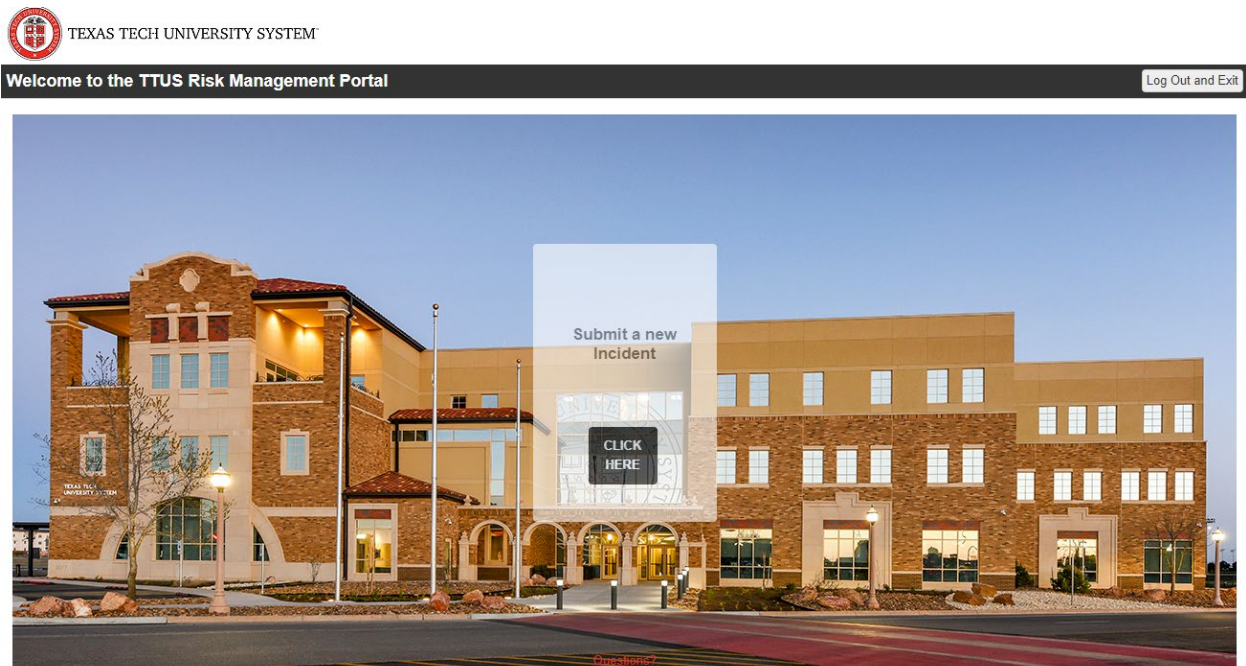 TEXAS TECH UNIVERSITY SYSTEM
Welcome to the TTUS Risk Management Portal
Log Out and Exit
Submit a new
Incident
CLICK
HERE
TEXAS TECH
UNIVERSITY SYSTEM
Questions?